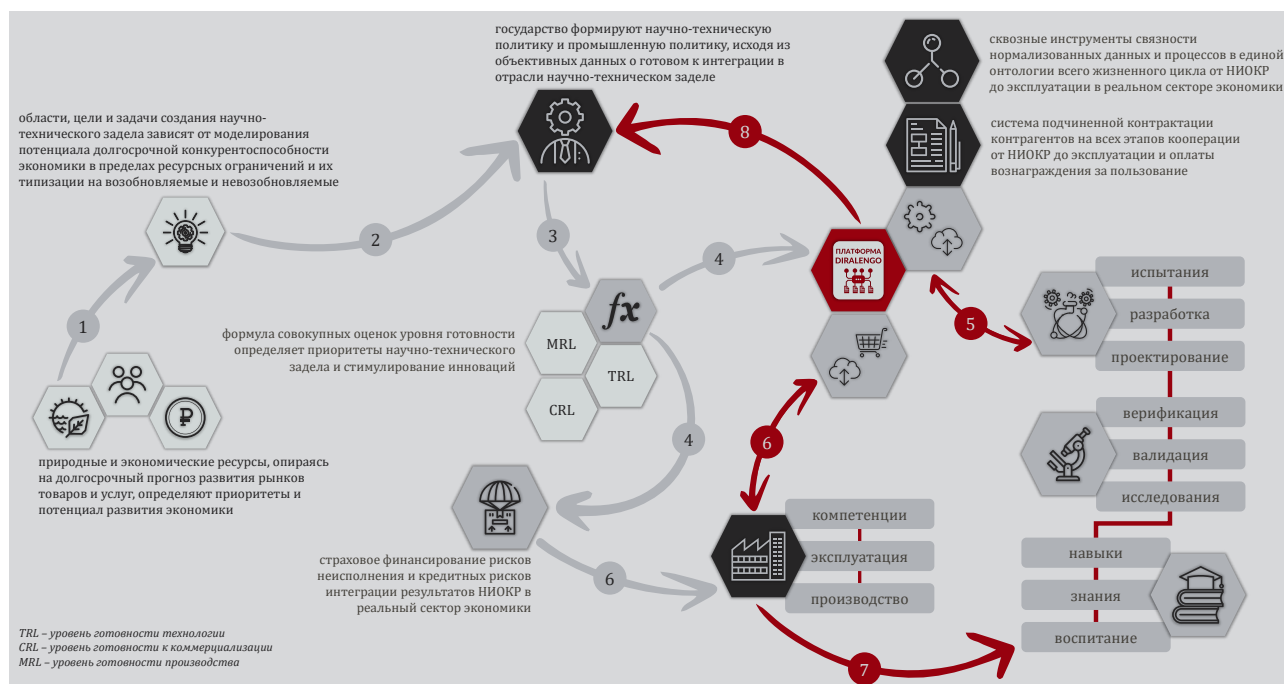 государство формируют научно-техническую
политику и промышленную политику, исходя из
объективных данных о готовом к интеграции в
отрасли научно-техническом заделе
сквозные инструменты связности
нормализованных данных и процессов в единой
онтологии всего жизненного цикла от НИОКР
до эксплуатации в реальном секторе экономики
области, цели и задачи создания научно-
технического задела зависят от моделирования
потенциала долгосрочной конкурентоспособности
экономики в пределах ресурсных ограничений и их
типизации на возобновляемые и невозобновляемые
система подчиненной контрактации
контрагентов на всех этапов кооперации
от НИОКР до эксплуатации и оплаты
вознаграждения за пользование
8
2
3
4
ПЛАТФОРМА
DIRALENGO
1
5
испытания
разработка
проектирование
fx
MRL
TRL
CRL
формула совокупных оценок уровня готовности
определяет приоритеты научно-технического
задела и стимулирование инноваций
4
6
верификация
валидация
исследования
₽
природные и экономические ресурсы, опираясь
на долгосрочный прогноз развития рынков
товаров и услуг, определяют приоритеты и
потенциал развития экономики
компетенции
эксплуатация
производство
страховое финансирование рисков
неисполнения и кредитных рисков
интеграции результатов НИОКР в
реальный сектор экономики
6
навыки
знания
воспитание
7
TRL – уровень готовности технологии
CRL – уровень готовности к коммерциализации
MRL – уровень готовности производства